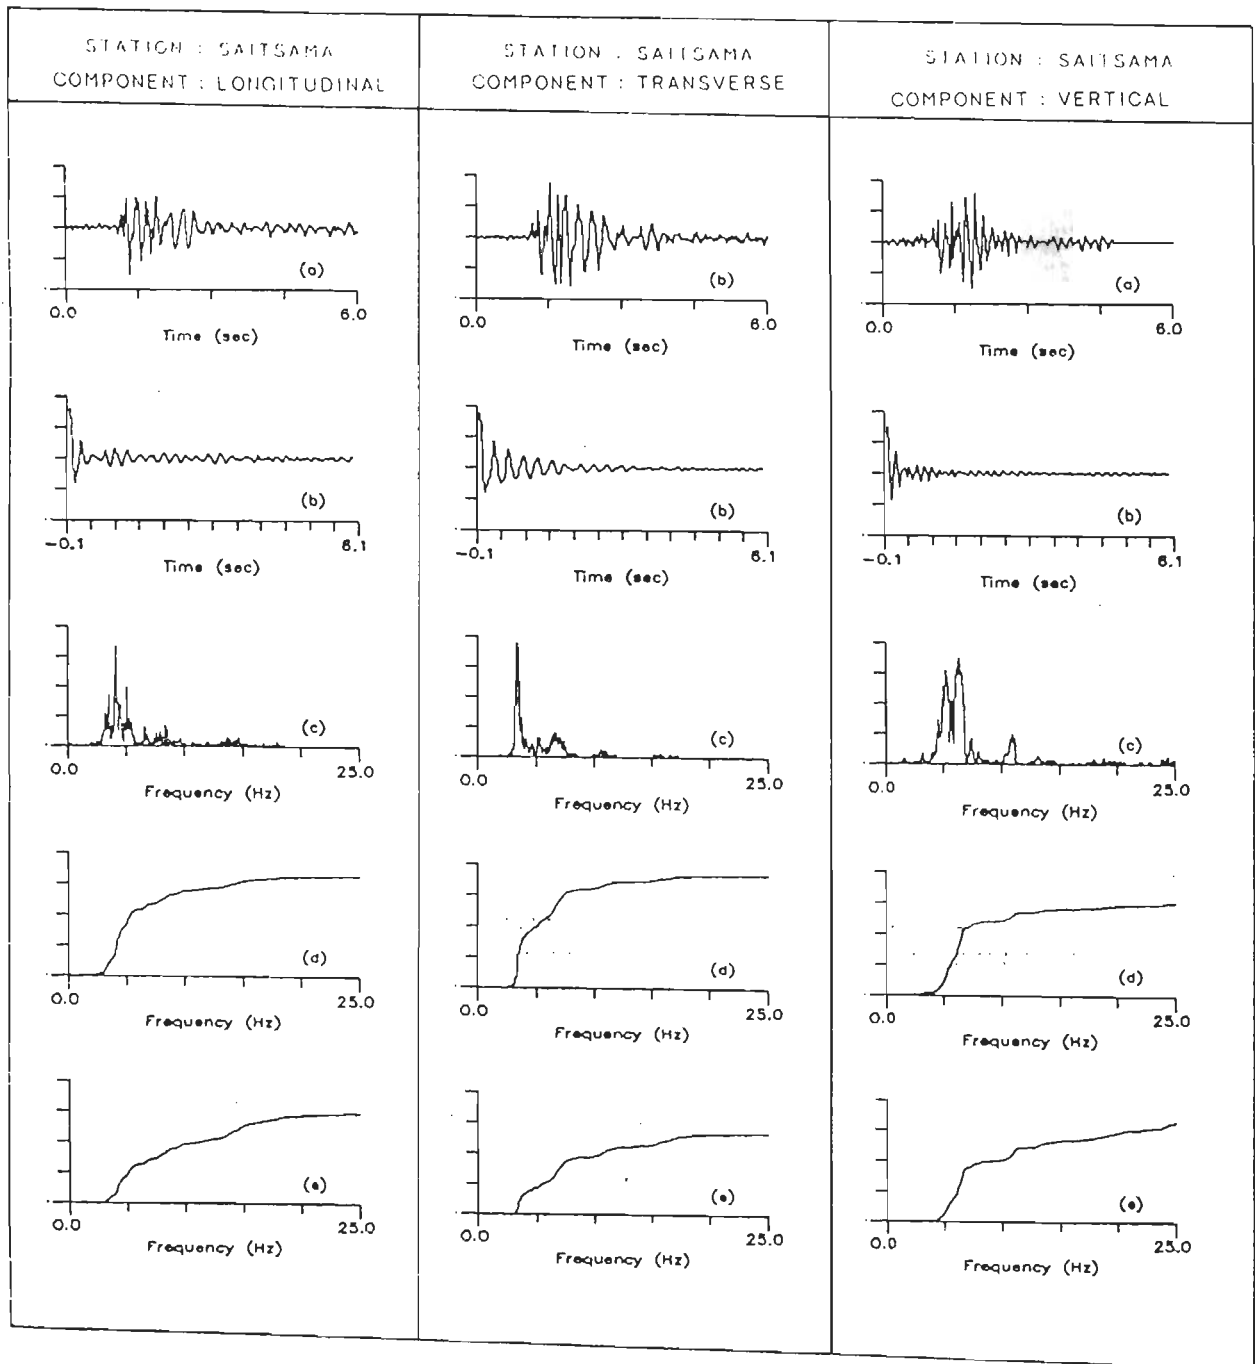 STATION : SAITSAMA
COMPONENT : LONGITUDINAL
(a)
0.0
6.0
Time (sec)
(b)
-0.1
6.1
Time (sec)
(c)
0.0
25.0
Frequency (Hz)
(d)
0.0
25.0
Frequency (Hz)
(e)
0.0
25.0
Frequency (Hz)
STATION : SAITSAMA
COMPONENT : TRANSVERSE
(b)
0.0
6.0
Time (sec)
(b)
-0.1
6.1
Time (sec)
(c)
0.0
25.0
Frequency (Hz)
(d)
0.0
25.0
Frequency (Hz)
(e)
0.0
25.0
Frequency (Hz)
STATION : SAITSAMA
COMPONENT : VERTICAL
(a)
0.0
6.0
Time (sec)
(b)
-0.1
6.1
Time (sec)
(c)
0.0
25.0
Frequency (Hz)
(d)
0.0
25.0
Frequency (Hz)
(e)
0.0
25.0
Frequency (Hz)